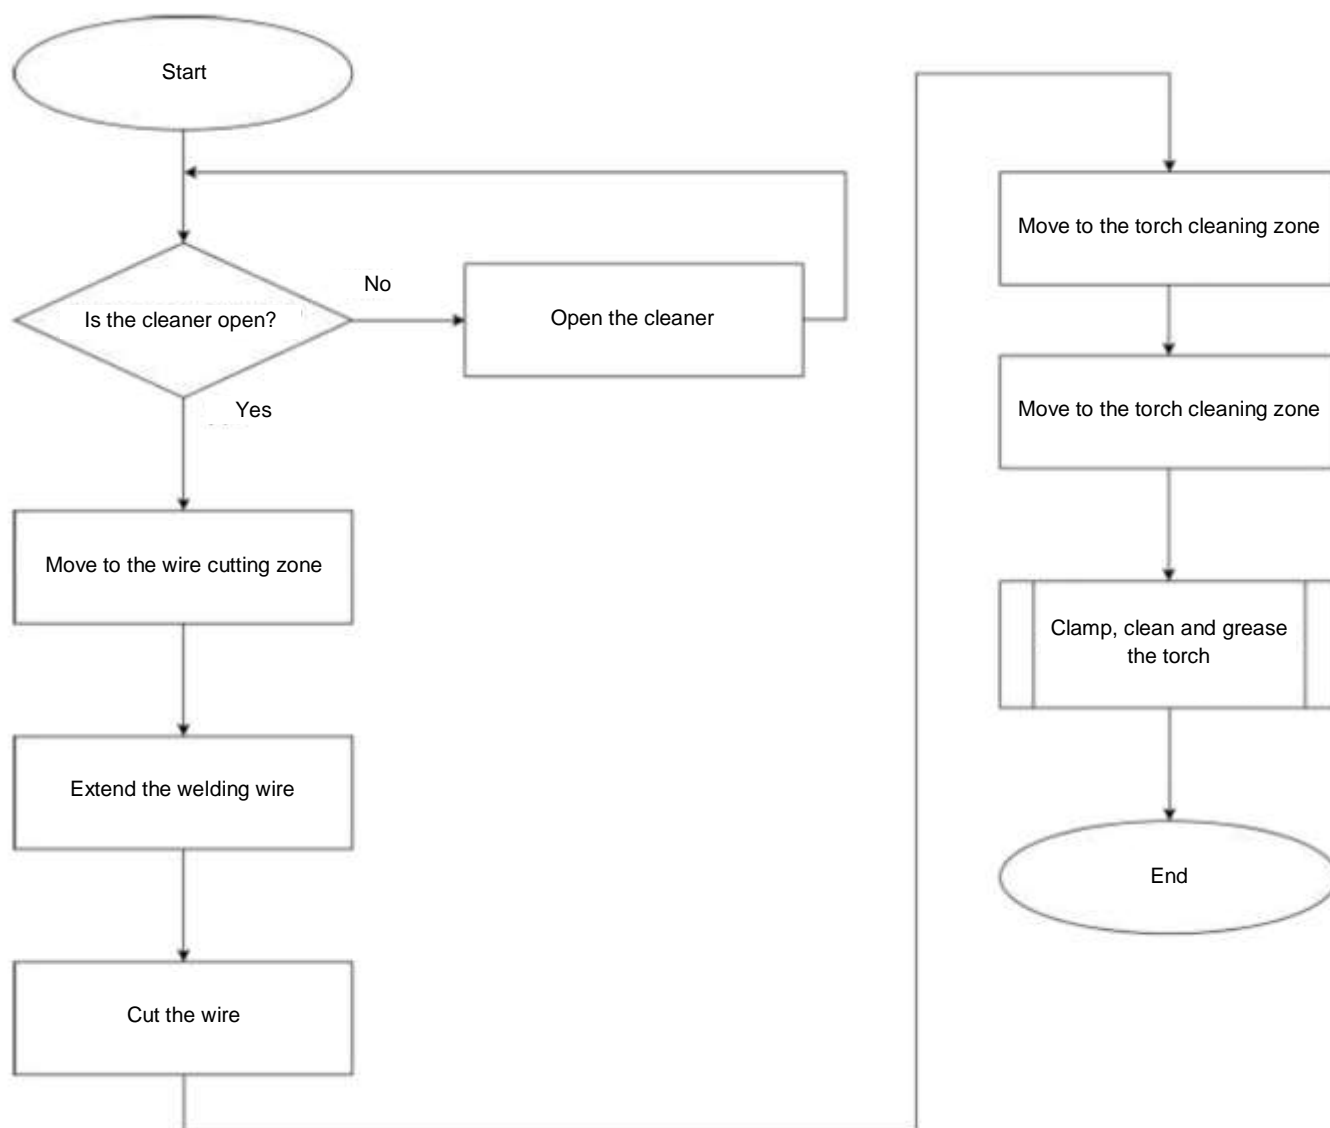 Start
No
Is the cleaner open?
Open the cleaner
Yes
Move to the wire cutting zone
Extend the welding wire
Cut the wire
Move to the torch cleaning zone
Move to the torch cleaning zone
Clamp, clean and grease
the torch
End